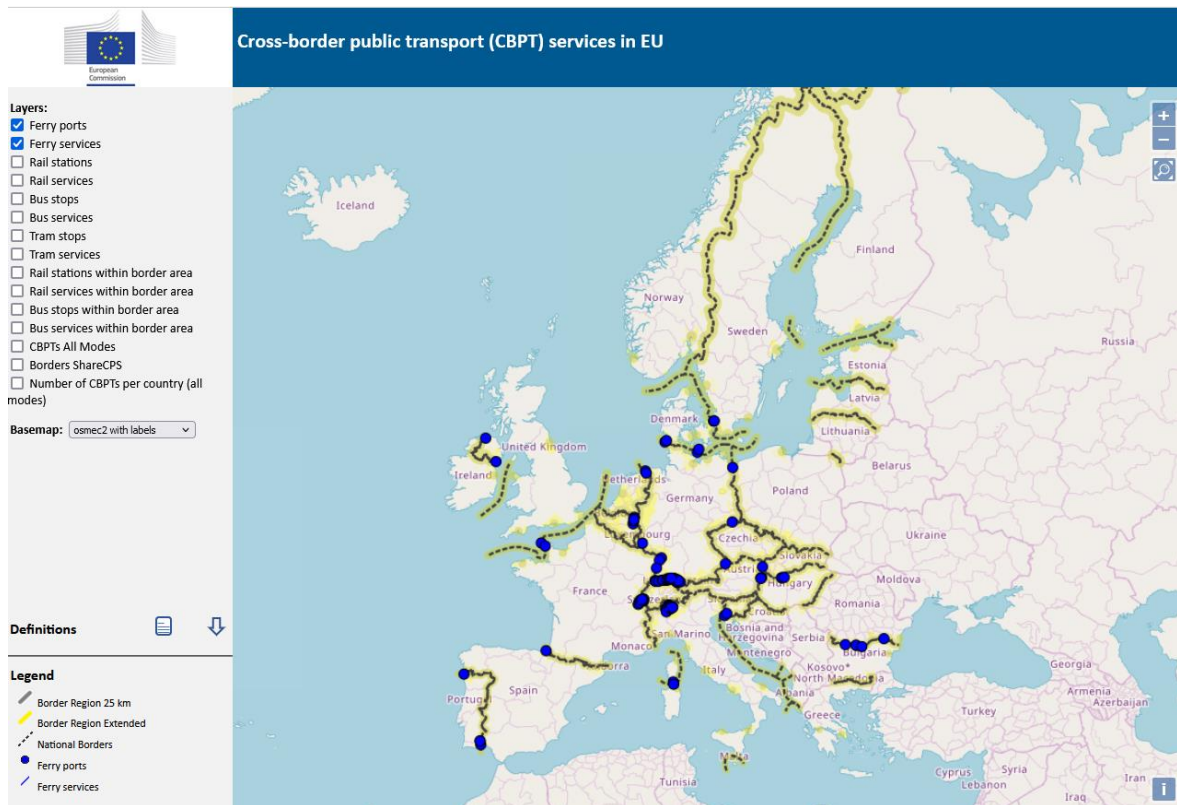 European
Commission
Cross-border public transport (CBPT) services in EU
Layers:
Ferry ports
Ferry services
Rail stations
Rail services
Bus stops
Bus services
Tram stops
Tram services
Rail stations within border area
Rail services within border area
Bus stops within border area
Bus services within border area
CBPTs All Modes
Borders ShareCPS
Number of CBPTs per country (all
modes)
Basemap: osmec2 with labels
Definitions
Legend
Border Region 25 km
Border Region Extended
National Borders
Ferry ports
Ferry services
+
−
Iceland
Finland
Norway
Sweden
Russia
Estonia
Latvia
Denmark
Lithuania
United Kingdom
Ireland
Belarus
Netherlands
Germany
Poland
Czechia
Ukraine
Slovakia
France
Hungary
Moldova
Romania
San Marino
Bosnia and
Herzegovina
Serbia
Monaco
Montenegro
Bulgaria
Kosovo*
Italy
North Macedonia
Albania
Georgia
Armenia
Azerbaijan
Spain
Portugal
Greece
Turkey
Malta
Tunisia
Cyprus
Syria
Lebanon
Iraq
Iran
i